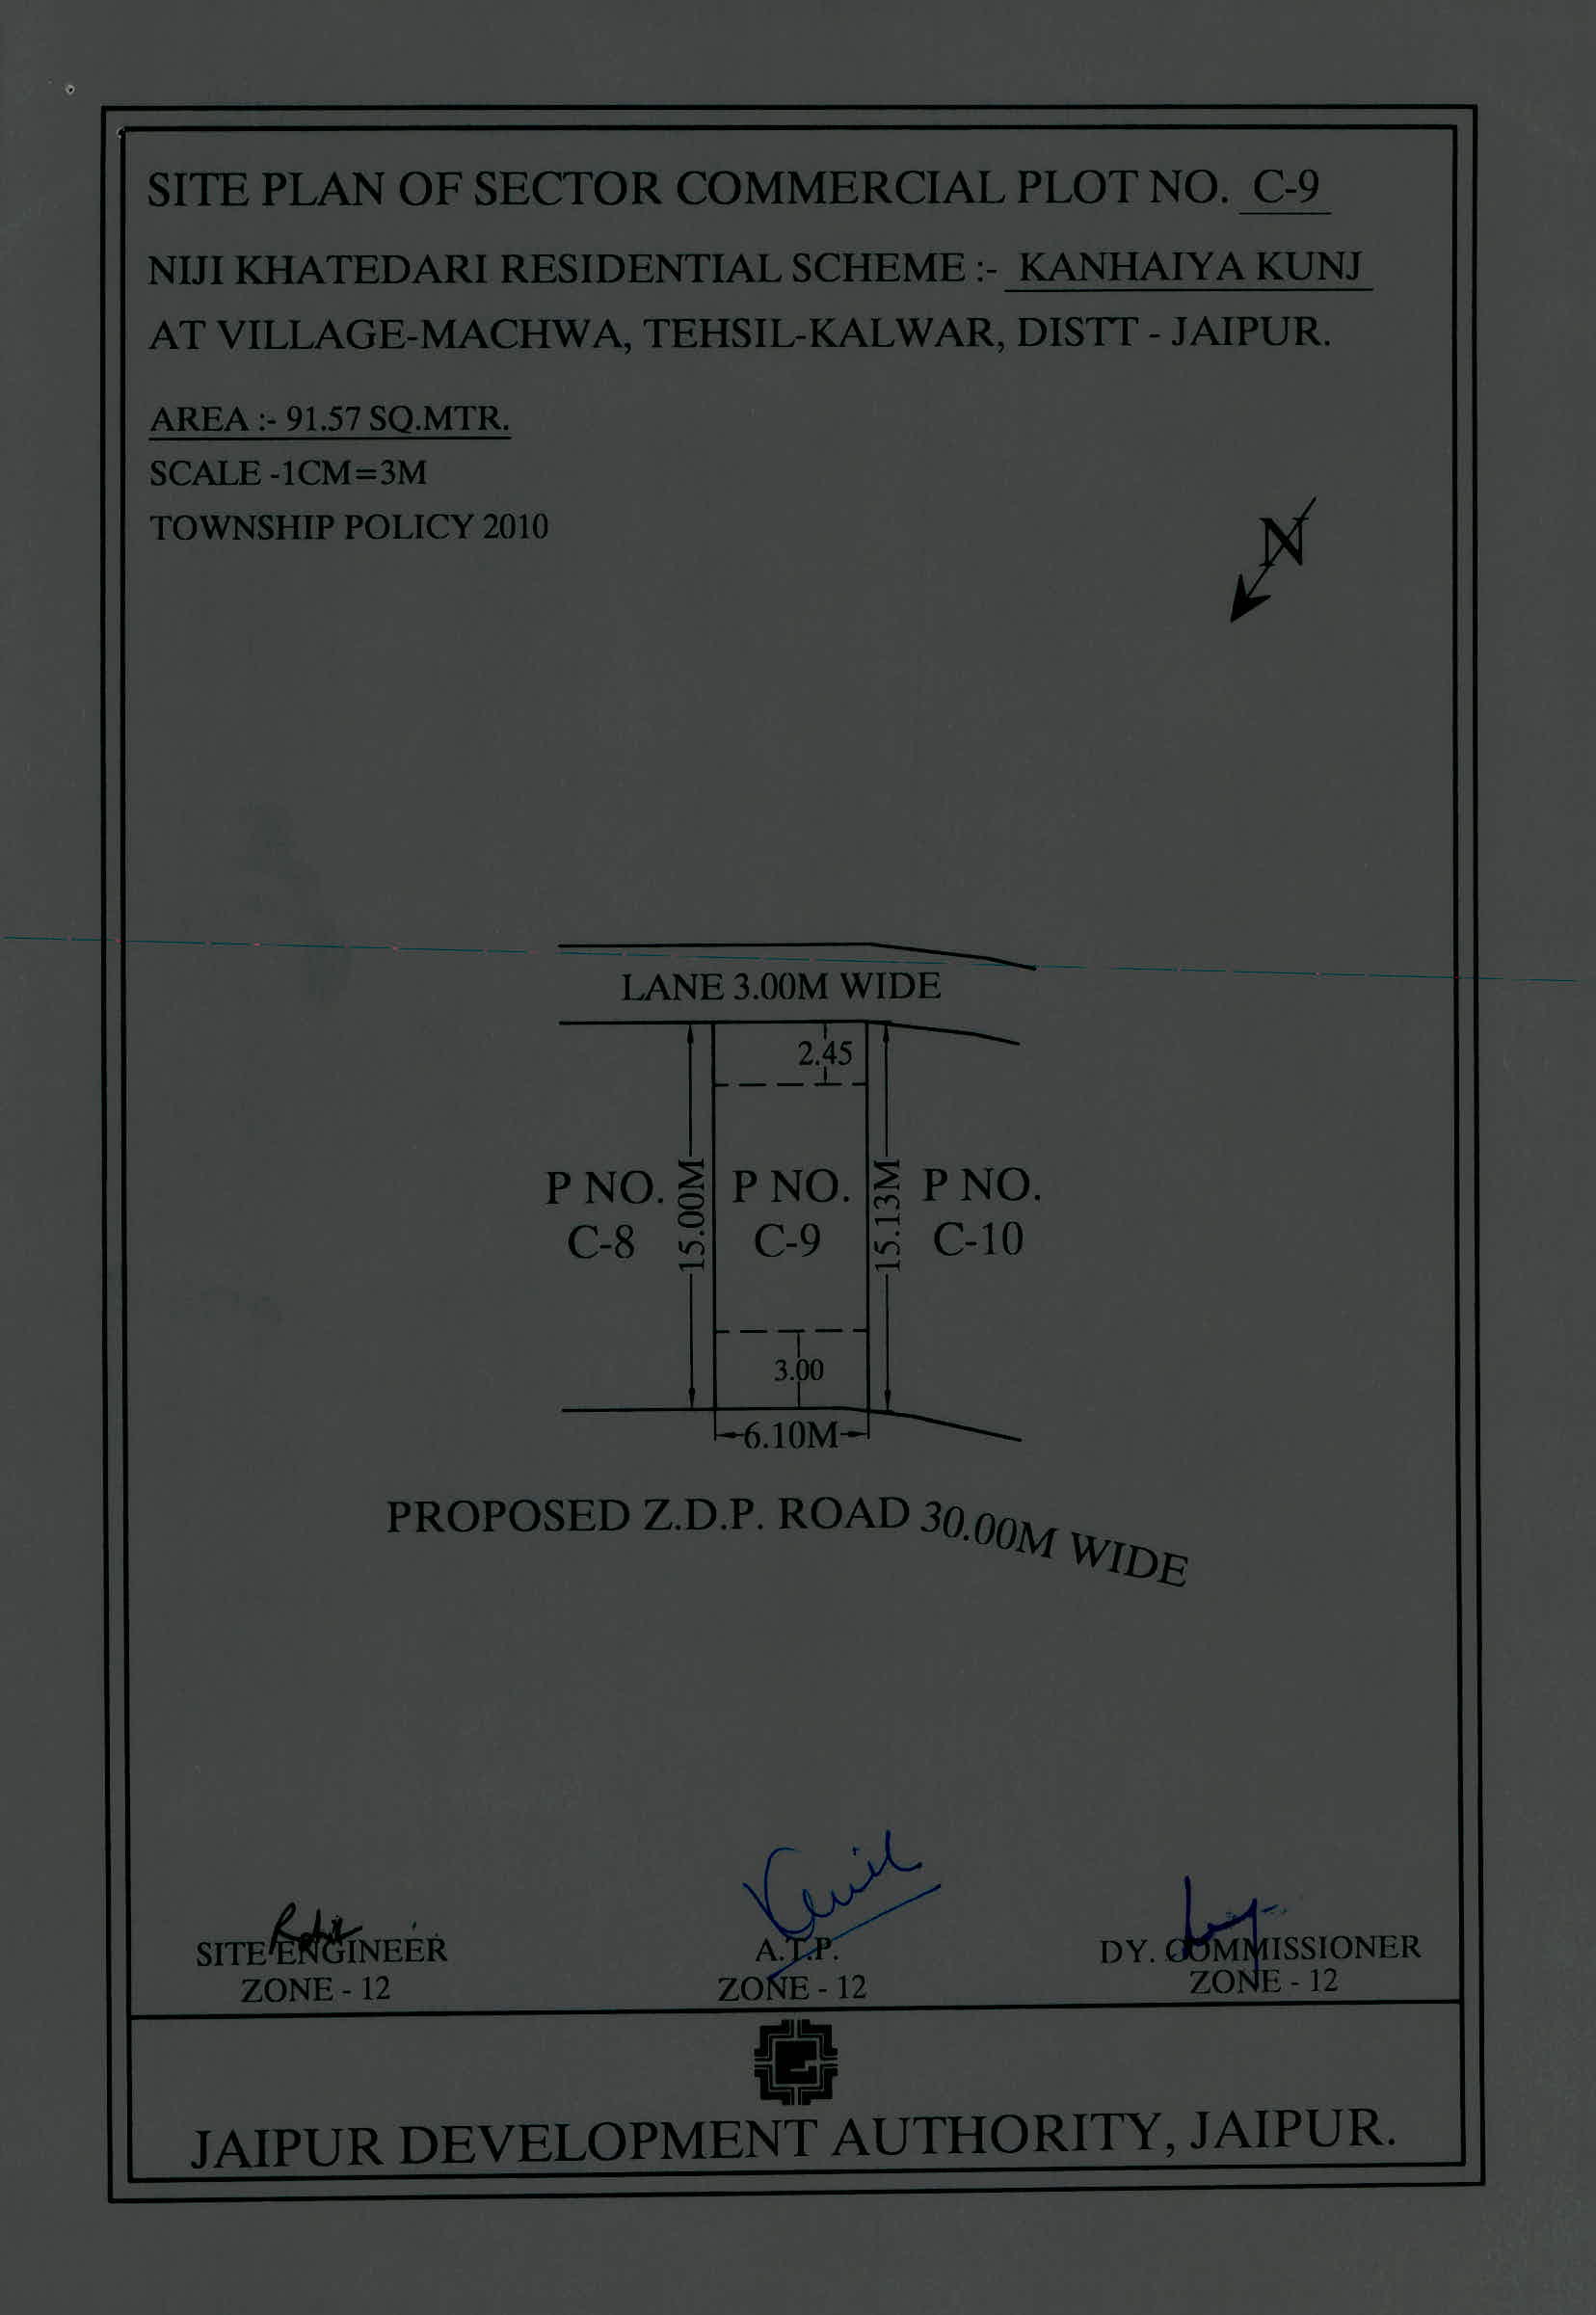 SITE PLAN OF SECTOR COMMERCIAL PLOT NO. C-9
NIJI KHATEDARI RESIDENTIAL SCHEME :- KANHAIYA KUNJ
AT VILLAGE-MACHWA, TEHSIL-KALWAR, DISTT - JAIPUR.
AREA :- 91.57 SQ.MTR.
SCALE -1CM=3M
TOWNSHIP POLICY 2010
N
LANE 3.00M WIDE
2.45
P NO.
C-8
15.00M
P NO.
C-9
15.13M
P NO.
C-10
3.00
6.10M
PROPOSED Z.D.P. ROAD 30.00M WIDE
SITE ENGINEER
ZONE - 12
A.T.P.
ZONE - 12
DY. COMMISSIONER
ZONE - 12
JAIPUR DEVELOPMENT AUTHORITY, JAIPUR.